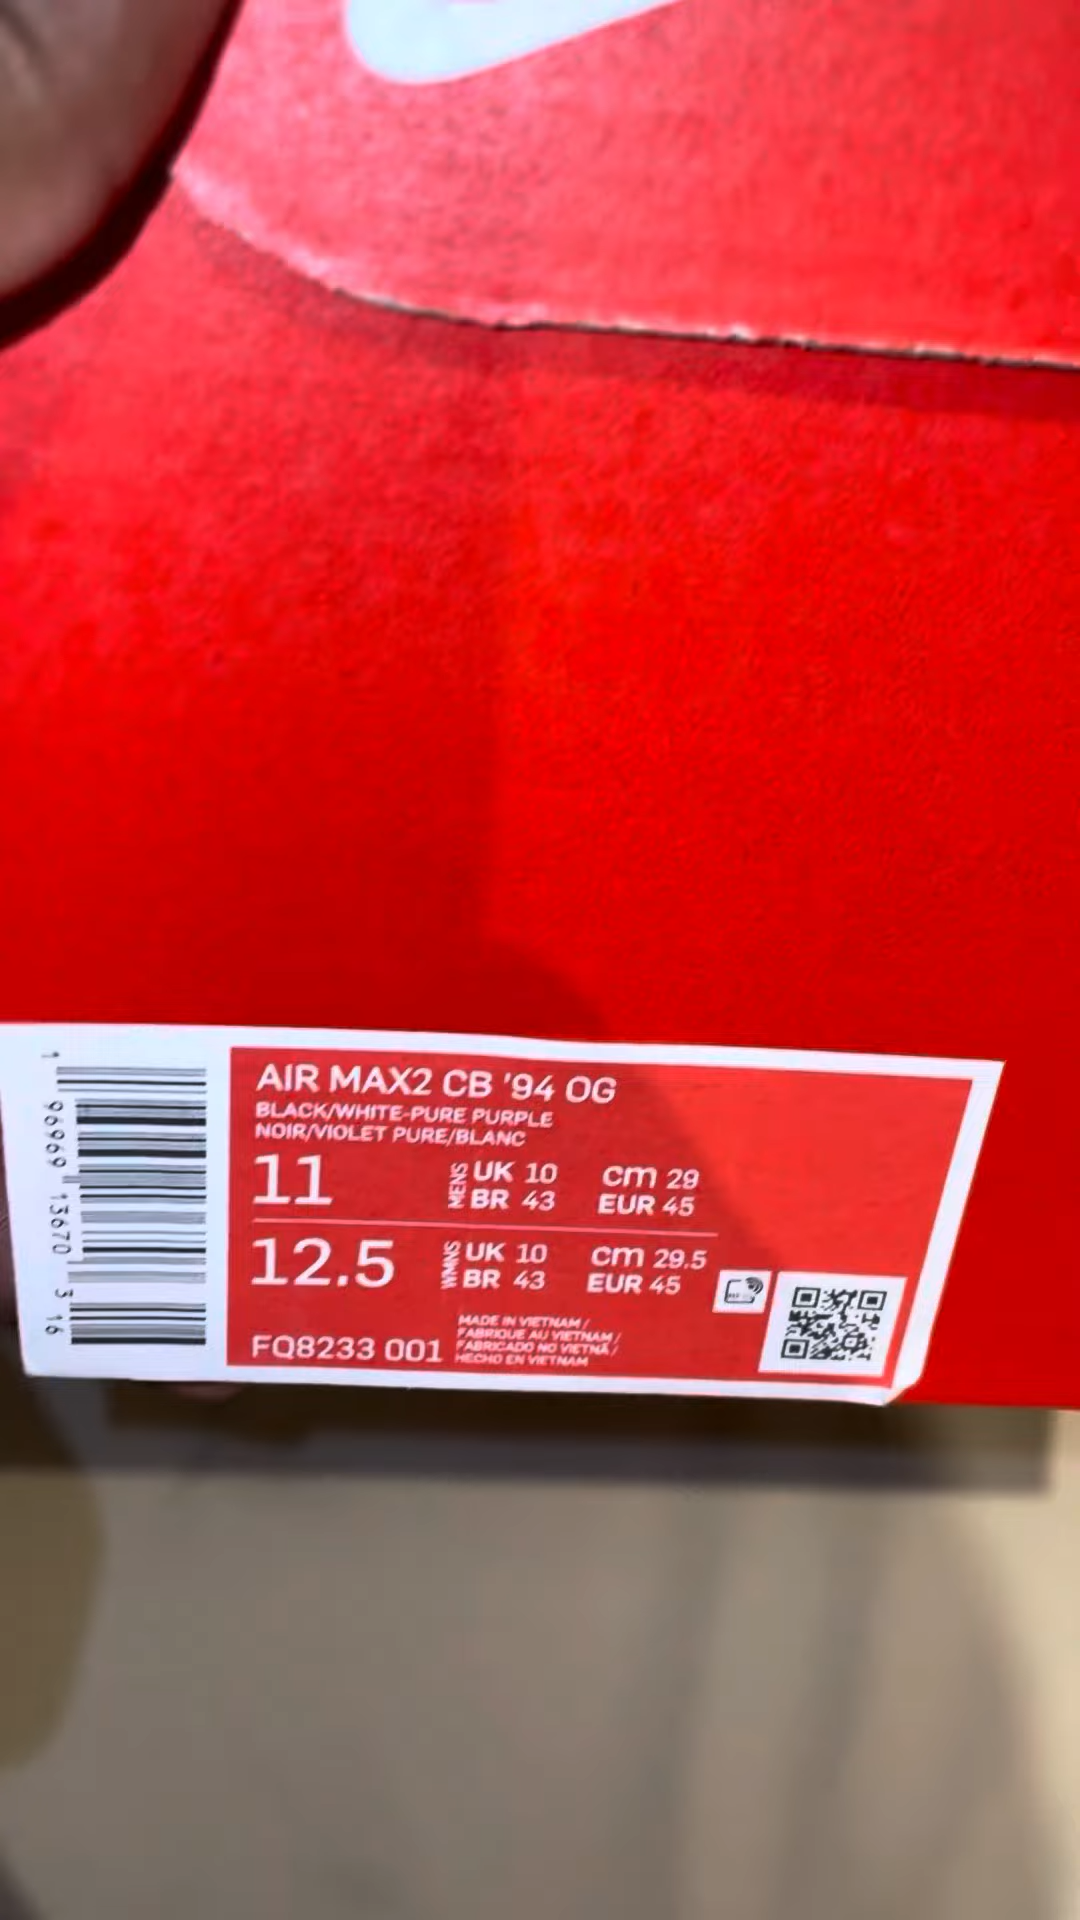 AIR MAX2 CB '94 OG
BLACK/WHITE-PURE PURPLE
NOIR/VIOLET PURE/BLANC
11 MENS UK 10 cm 29
BR 43 EUR 45
12.5 WMNS UK 10 cm 29.5
BR 43 EUR 45
FQ8233 001
MADE IN VIETNAM /
FABRIQUE AU VIETNAM /
FABRICADO NO VIETNÃ /
HECHO EN VIETNAM
1 96969 13670 3 16